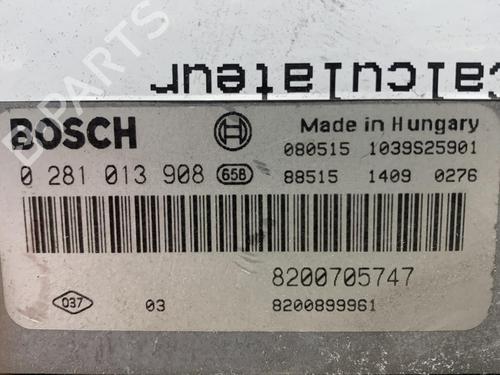 calculateur
BOSCH Made in Hungary
080515 1039S25901
0 281 013 908 G58 88515 1409 0276
8200705747
037 03 8200899961
B-PARTS